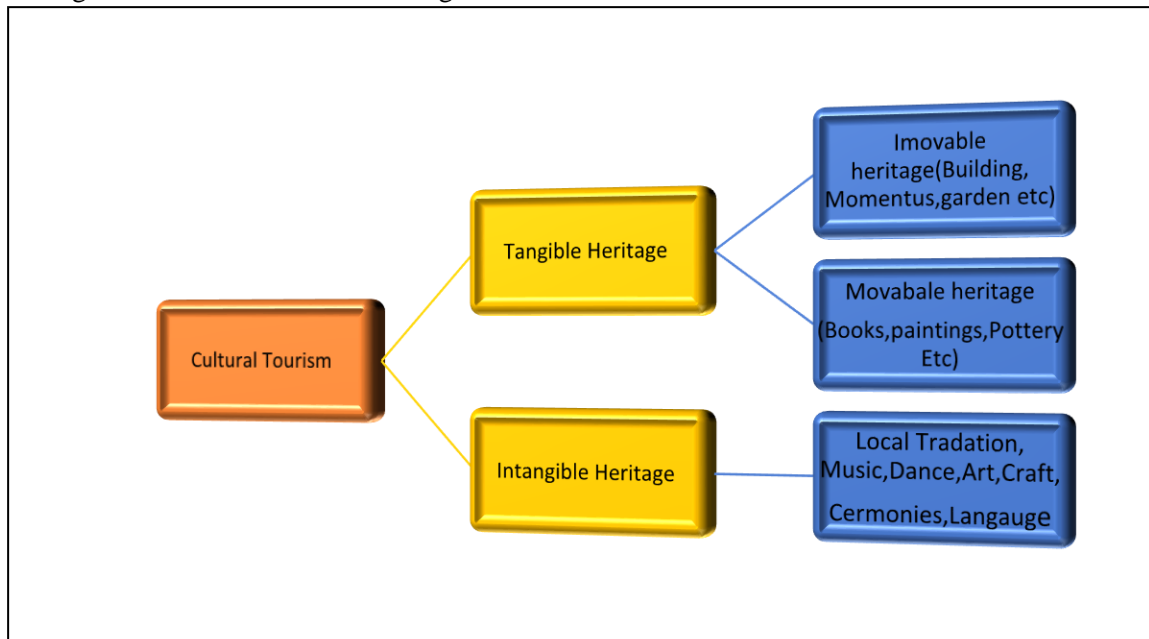 Cultural Tourism
Tangible Heritage
Intangible Heritage
Imovable
heritage(Building,
Momentus,garden etc)
Movabale heritage
(Books,paintings,Pottery
Etc)
Local Tradation,
Music,Dance,Art,Craft,
Cermonies,Langauge